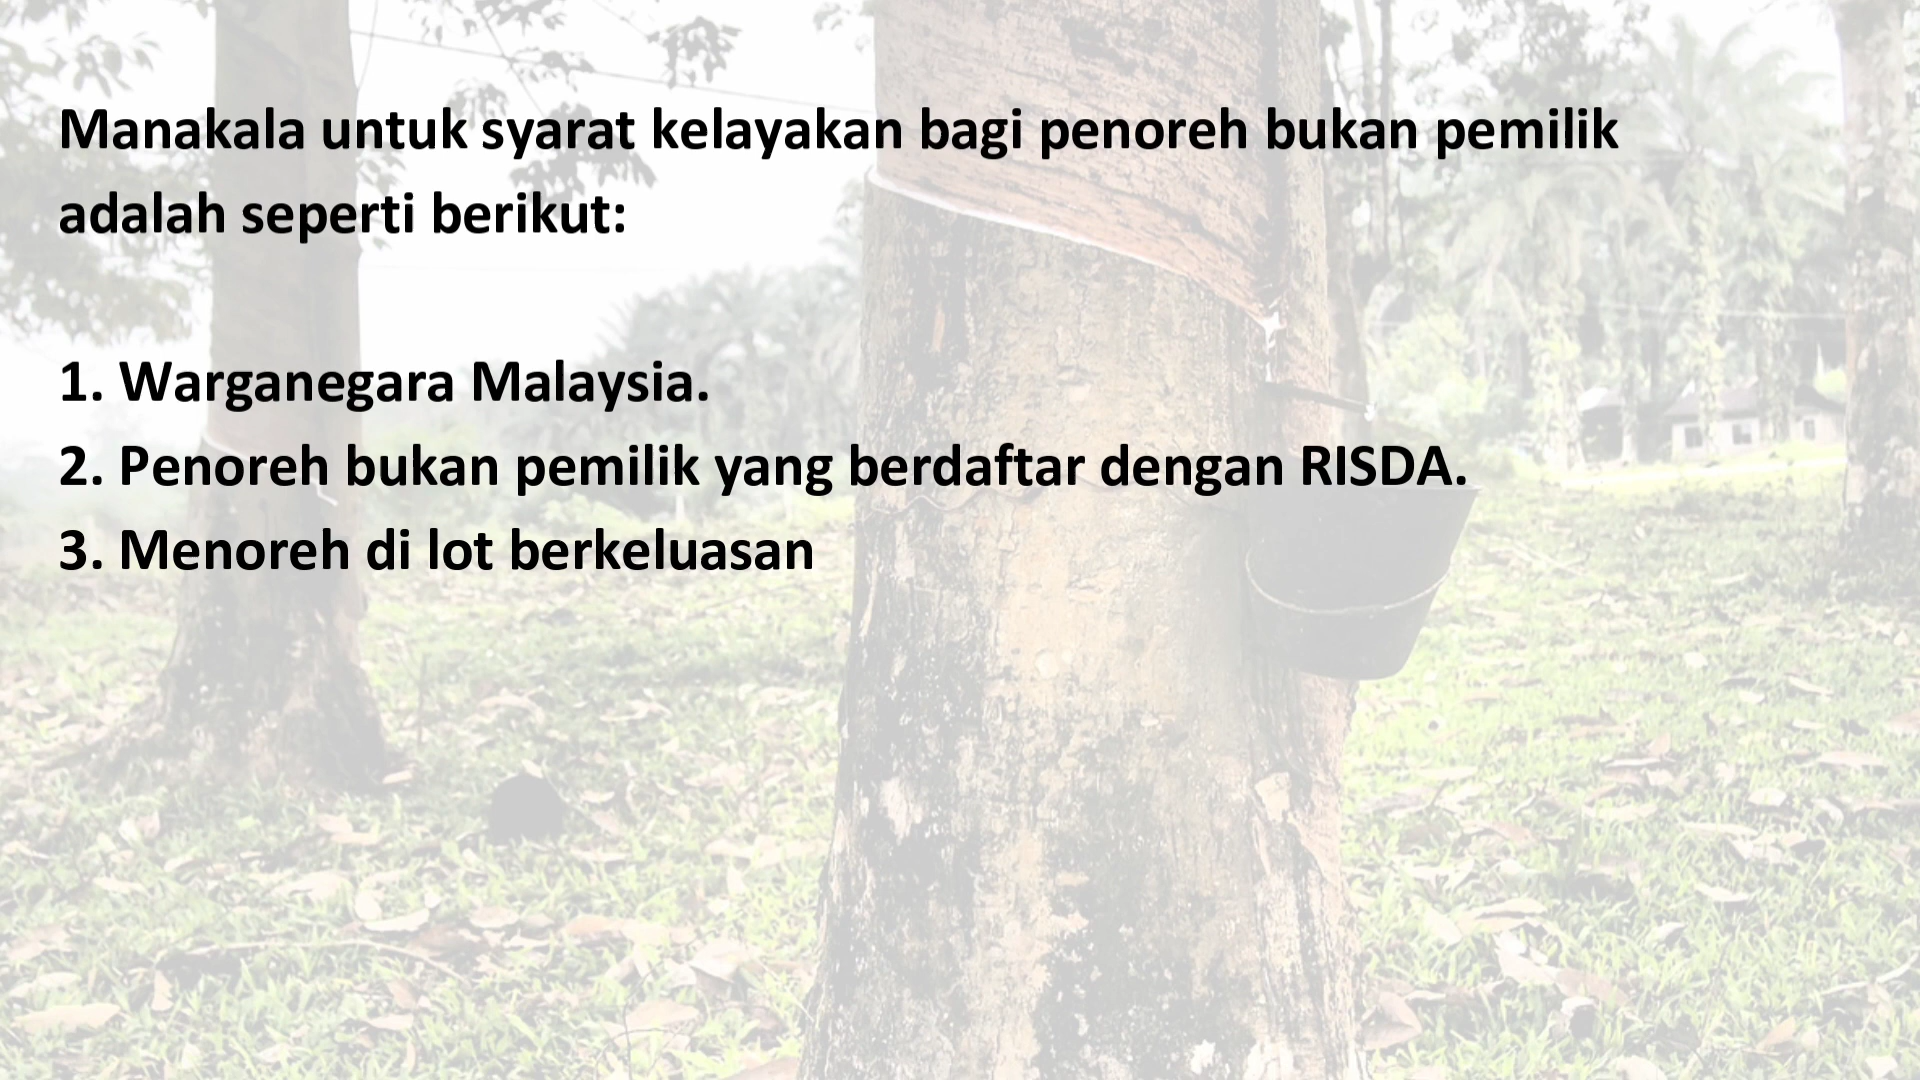 Manakala untuk syarat kelayakan bagi penoreh bukan pemilik
adalah seperti berikut:
1. Warganegara Malaysia.
2. Penoreh bukan pemilik yang berdaftar dengan RISDA.
3. Menoreh di lot berkeluasan